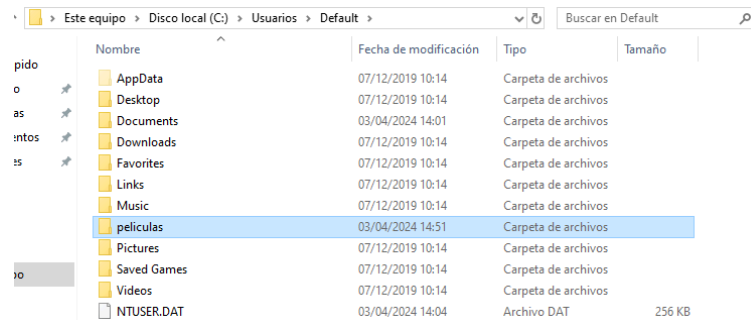 Este equipo > Disco local (C:) > Usuarios > Default > Buscar en Default
Nombre Fecha de modificación Tipo Tamaño
pido
AppData 07/12/2019 10:14 Carpeta de archivos
o Desktop 07/12/2019 10:14 Carpeta de archivos
as Documents 03/04/2024 14:01 Carpeta de archivos
entos Downloads 07/12/2019 10:14 Carpeta de archivos
es Favorites 07/12/2019 10:14 Carpeta de archivos
Links 07/12/2019 10:14 Carpeta de archivos
Music 07/12/2019 10:14 Carpeta de archivos
peliculas 03/04/2024 14:51 Carpeta de archivos
Pictures 07/12/2019 10:14 Carpeta de archivos
po Saved Games 07/12/2019 10:14 Carpeta de archivos
Videos 07/12/2019 10:14 Carpeta de archivos
NTUSER.DAT 03/04/2024 14:04 Archivo DAT 256 KB